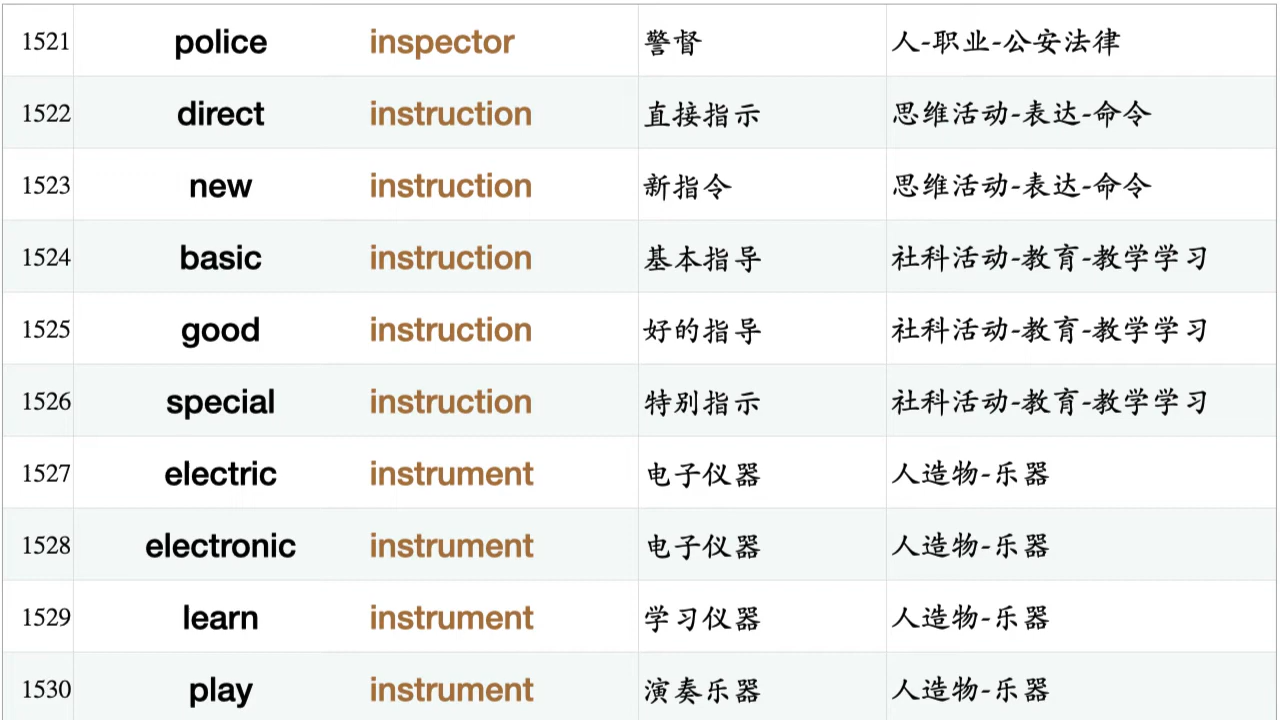 1521 police inspector 警督 人-职业-公安法律
1522 direct instruction 直接指示 思维活动-表达-命令
1523 new instruction 新指令 思维活动-表达-命令
1524 basic instruction 基本指导 社科活动-教育-教学学习
1525 good instruction 好的指导 社科活动-教育-教学学习
1526 special instruction 特别指示 社科活动-教育-教学学习
1527 electric instrument 电子仪器 人造物-乐器
1528 electronic instrument 电子仪器 人造物-乐器
1529 learn instrument 学习仪器 人造物-乐器
1530 play instrument 演奏乐器 人造物-乐器